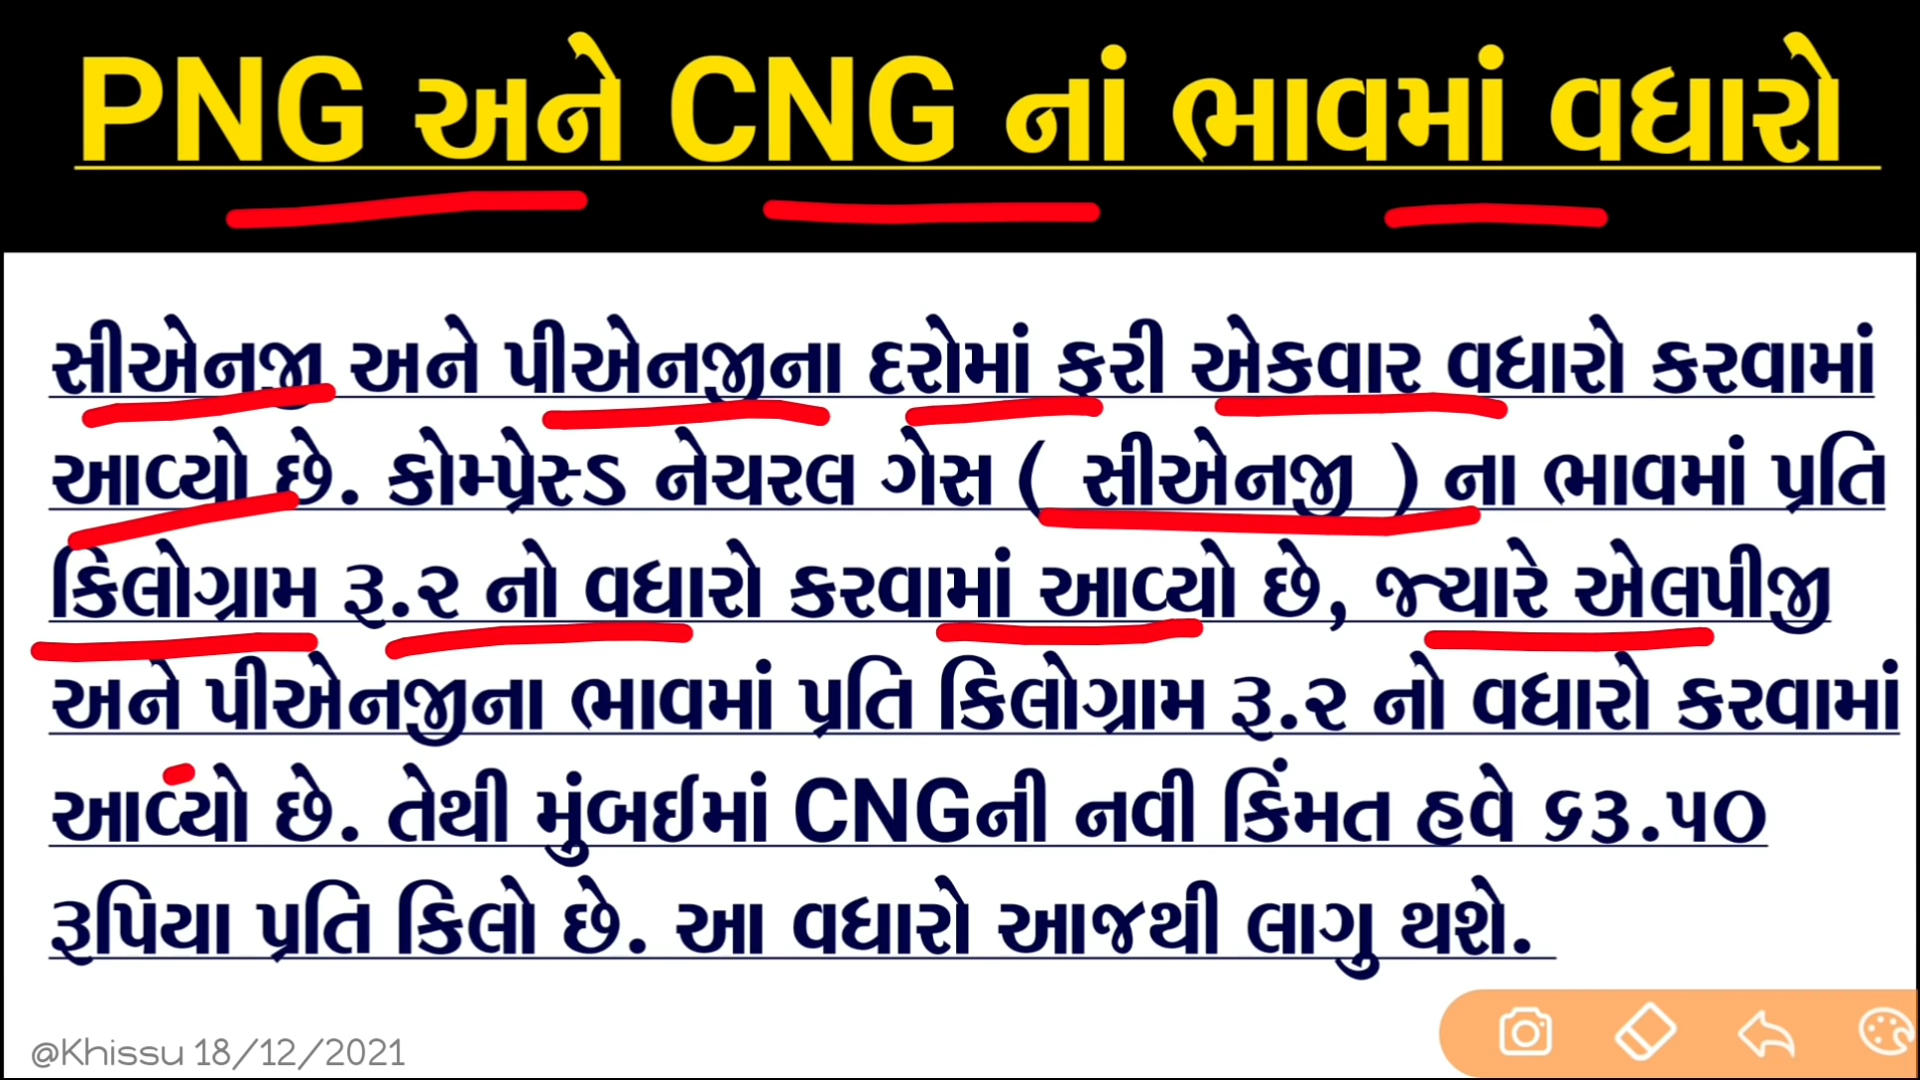 PNG અને CNG નાં ભાવમાં વધારો
સીએનજી અને પીએનજીના દરોમાં ફરી એકવાર વધારો કરવામાં
આવ્યો છે. કોમ્પ્રેસ્ડ નેચરલ ગેસ ( સીએનજી ) ના ભાવમાં પ્રતિ
કિલોગ્રામ રૂ.૨ નો વધારો કરવામાં આવ્યો છે, જ્યારે એલપીજી
અને પીએનજીના ભાવમાં પ્રતિ કિલોગ્રામ રૂ.૨ નો વધારો કરવામાં
આવ્યો છે. તેથી મુંબઈમાં CNGની નવી કિંમત હવે ૬૩.૫૦
રૂપિયા પ્રતિ કિલો છે. આ વધારો આજથી લાગુ થશે.
@Khissu 18/12/2021